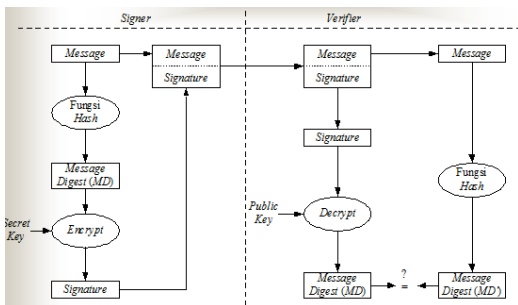 Signer
Verifier
Message
Message
Signature
Fungsi
Hash
Message
Digest (MD)
Secret
Key
Encrypt
Signature
Message
Signature
Message
Signature
Fungsi
Hash
Public
Key
Decrypt
Message
Digest (MD)
?
=
Message
Digest (MD')